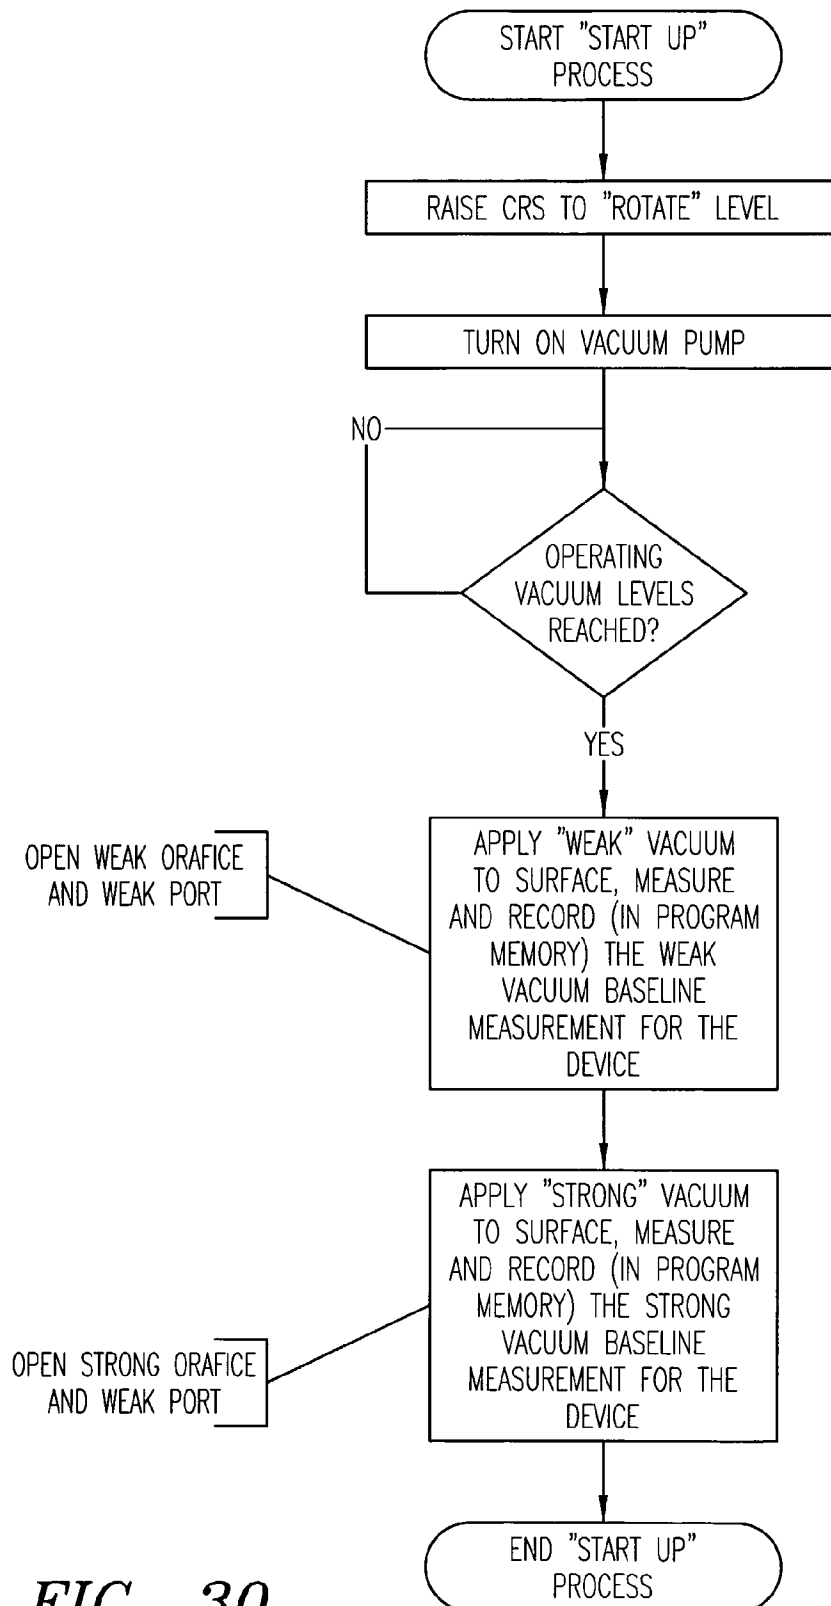 START "START UP"
PROCESS
RAISE CRS TO "ROTATE" LEVEL
TURN ON VACUUM PUMP
NO
OPERATING
VACUUM LEVELS
REACHED?
YES
OPEN WEAK ORAFICE
AND WEAK PORT
APPLY "WEAK" VACUUM
TO SURFACE, MEASURE
AND RECORD (IN PROGRAM
MEMORY) THE WEAK
VACUUM BASELINE
MEASUREMENT FOR THE
DEVICE
APPLY "STRONG" VACUUM
TO SURFACE, MEASURE
AND RECORD (IN PROGRAM
MEMORY) THE STRONG
VACUUM BASELINE
MEASUREMENT FOR THE
DEVICE
OPEN STRONG ORAFICE
AND WEAK PORT
END "START UP"
PROCESS
FIG. 30